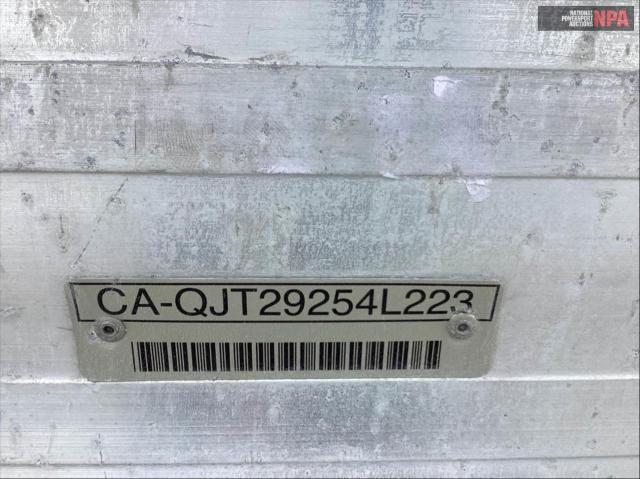 NATIONAL
POWERSPORT
AUCTIONS
NPA
CA-QJT29254L223